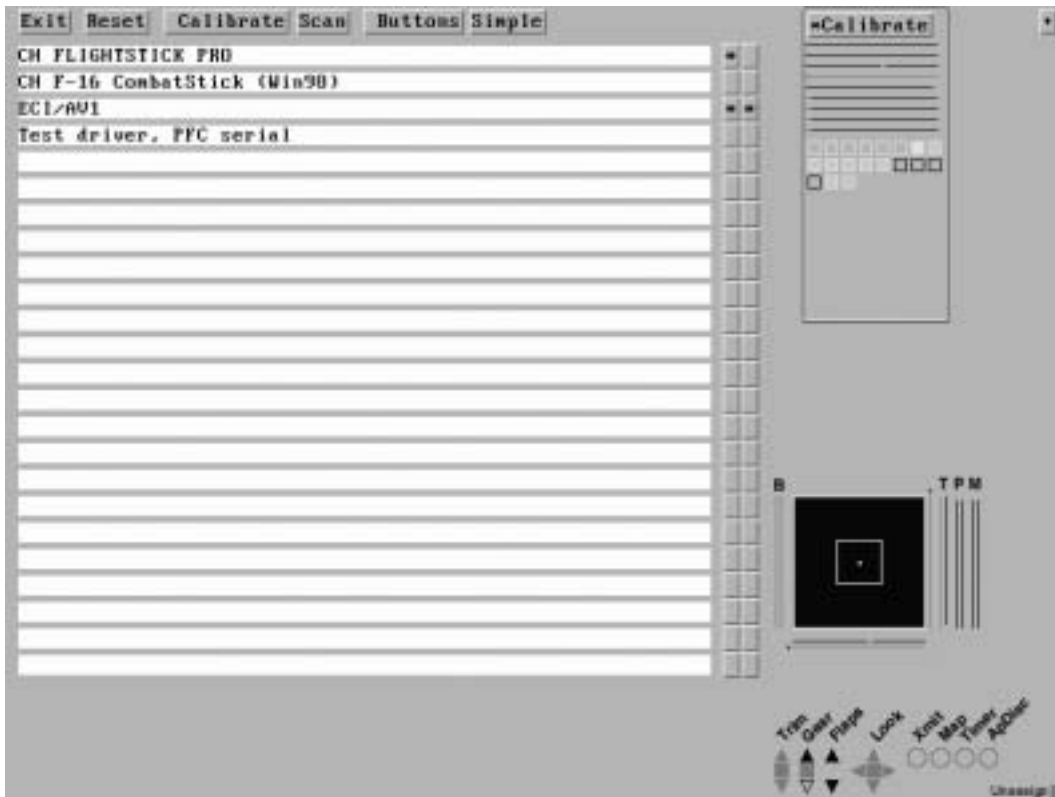 Exit Reset Calibrate Scan Buttons Simple
*Calibrate
CH FLIGHTSTICK PRO
CH F-16 CombatStick (Win98)
ECI/AV1
Test driver, PFC serial
B T P M
Trim Gear Flaps Look Xmit Map Timer ApDisc